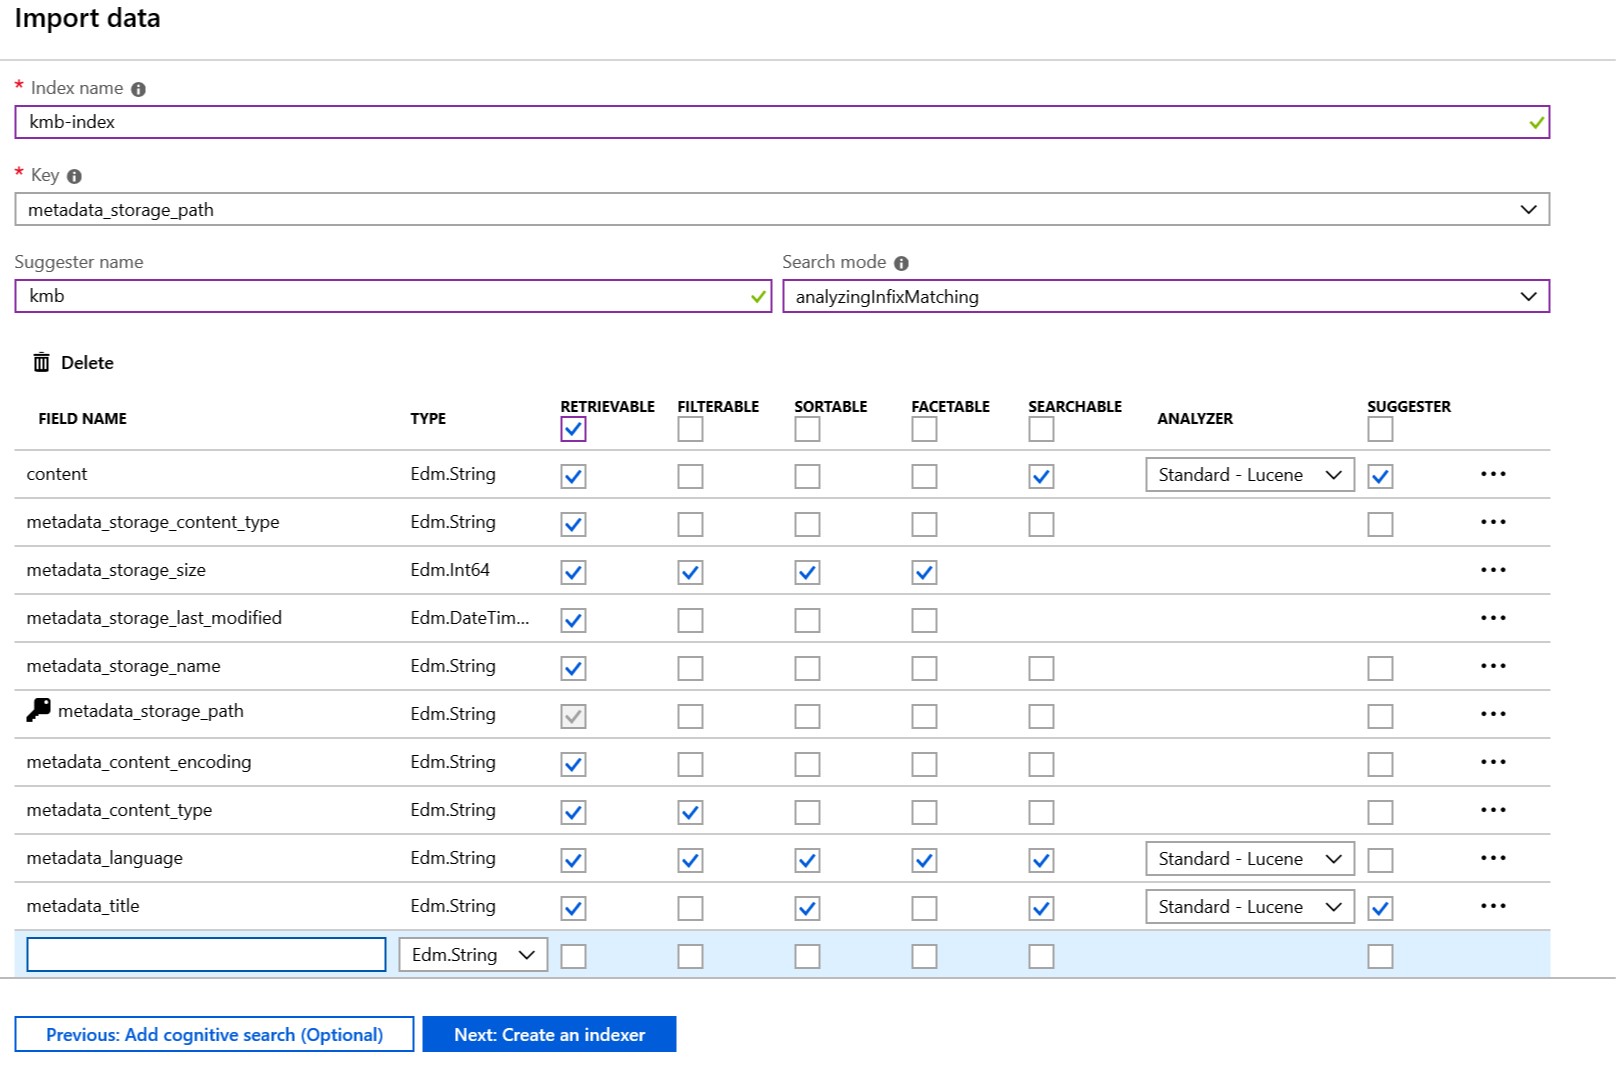 Import data
* Index name
kmb-index
* Key
metadata_storage_path
Suggester name Search mode
kmb analyzingInfixMatching
Delete
FIELD NAME TYPE RETRIEVABLE FILTERABLE SORTABLE FACETABLE SEARCHABLE ANALYZER SUGGESTER
content Edm.String Standard - Lucene ...
metadata_storage_content_type Edm.String ...
metadata_storage_size Edm.Int64 ...
metadata_storage_last_modified Edm.DateTim... ...
metadata_storage_name Edm.String ...
metadata_storage_path Edm.String ...
metadata_content_encoding Edm.String ...
metadata_content_type Edm.String ...
metadata_language Edm.String Standard - Lucene ...
metadata_title Edm.String Standard - Lucene ...
Edm.String
Previous: Add cognitive search (Optional) Next: Create an indexer